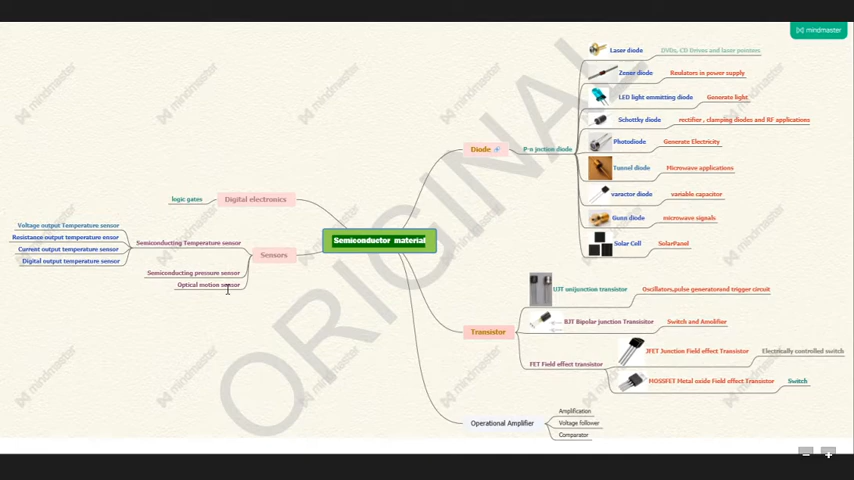 mindmaster
Laser diode
DVDs, CD Drives and laser pointers
Zener diode
Reulators in power supply
LED light emmitting diode
Generate light
Schottky diode
rectifier , clamping diodes and RF applications
Diode
P-n jnction diode
Photodiode
Generate Electricity
Tunnel diode
Microwave applications
varactor diode
variable capacitor
Gunn diode
microwave signals
Solar Cell
SolarPanel
Digital electronics
logic gates
Semiconductor material
Sensors
Semiconducting Temperature sensor
Voltage output Temperature sensor
Resistance output temperature ensor
Current output temperature sensor
Digital output temperature sensor
Semiconducting pressure sensor
Optical motion sensor
Transistor
UJT unijunction transistor
Oscillators,pulse generatorand trigger circuit
BJT Bipolar junction Transisitor
Switch and Amolifier
FET Field effect transistor
JFET Junction Field effect Transistor
Electrically controlled switch
MOSSFET Metal oxide Field effect Transistor
Switch
Operational Amplifier
Amplification
Voltage follower
Comparator
ORIGINAL